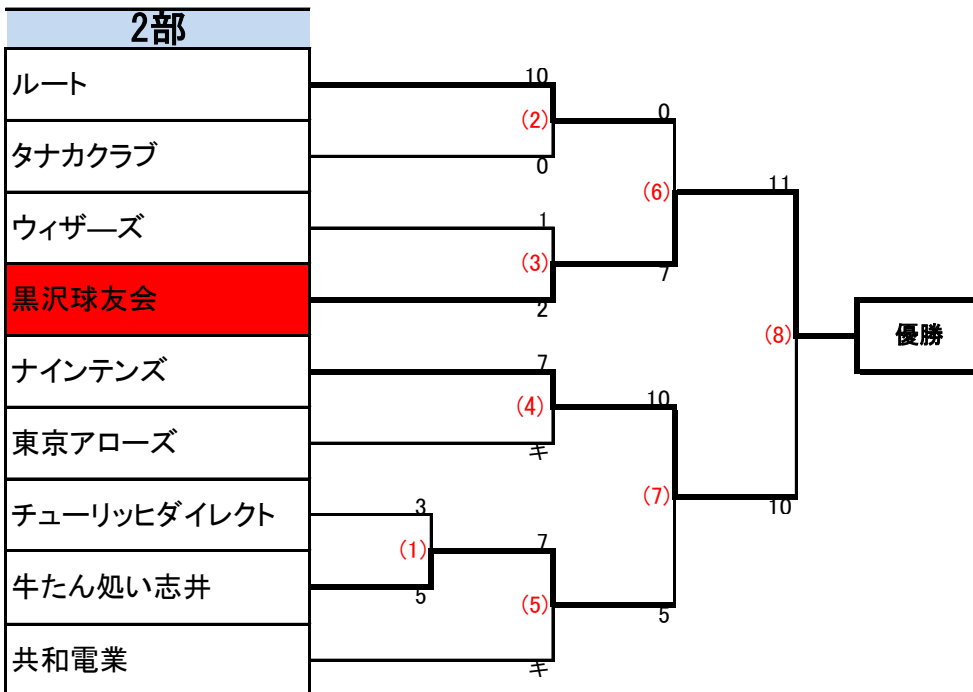 2部
ルート
タナカクラブ
ウィザ―ズ
黒沢球友会
ナインテンズ
東京アローズ
チューリッヒダイレクト
牛たん処い志井
共和電業
10
(2)
0
0
1
(3)
2
(6)
7
11
7
(4)
キ
10
3
(1)
5
7
(5)
キ
(7)
5
10
(8)
優勝